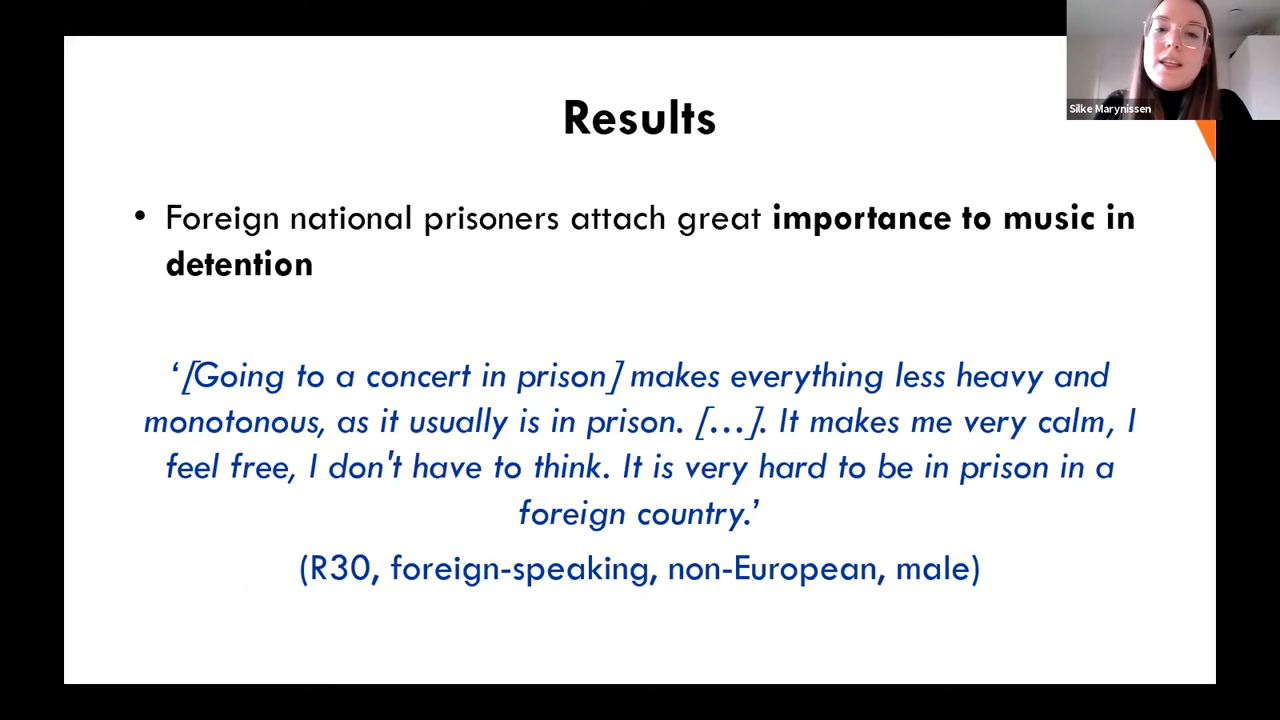 Silke Marynissen
Results
• Foreign national prisoners attach great importance to music in
detention
‘[Going to a concert in prison] makes everything less heavy and
monotonous, as it usually is in prison. […]. It makes me very calm, I
feel free, I don't have to think. It is very hard to be in prison in a
foreign country.’
(R30, foreign-speaking, non-European, male)